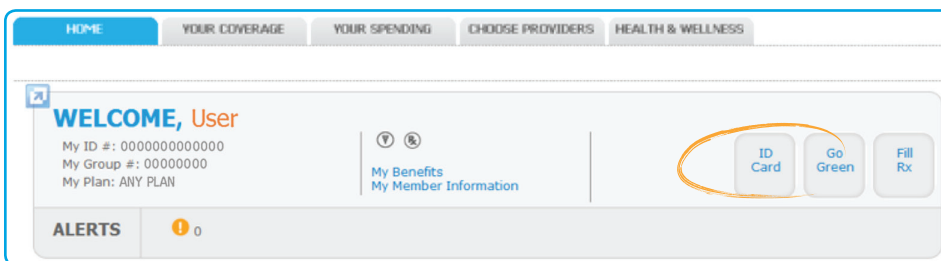 HOME YOUR COVERAGE YOUR SPENDING CHOOSE PROVIDERS HEALTH & WELLNESS
WELCOME, User
My ID #: 0000000000000
My Group #: 00000000
My Plan: ANY PLAN
My Benefits
My Member Information
ID
Card
Go
Green
Fill
Rx
ALERTS ! 0